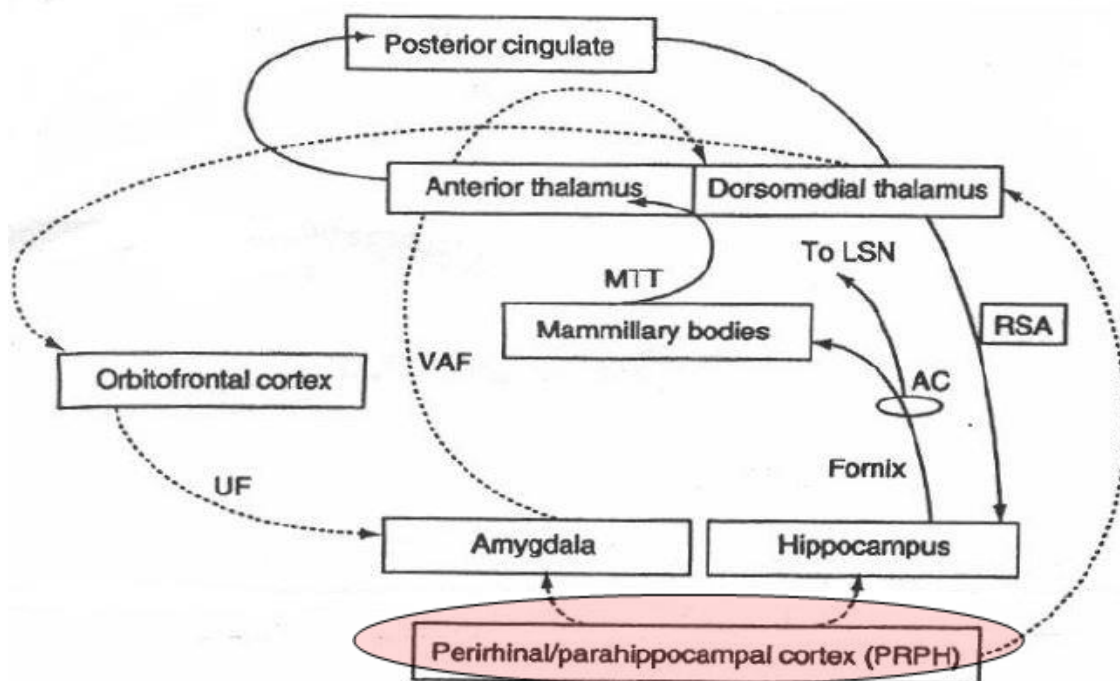 Posterior cingulate
Anterior thalamus
Dorsomedial thalamus
To LSN
MTT
Mammillary bodies
RSA
VAF
Orbitofrontal cortex
AC
Fornix
UF
Amygdala
Hippocampus
Perirhinal/parahippocampal cortex (PRPH)